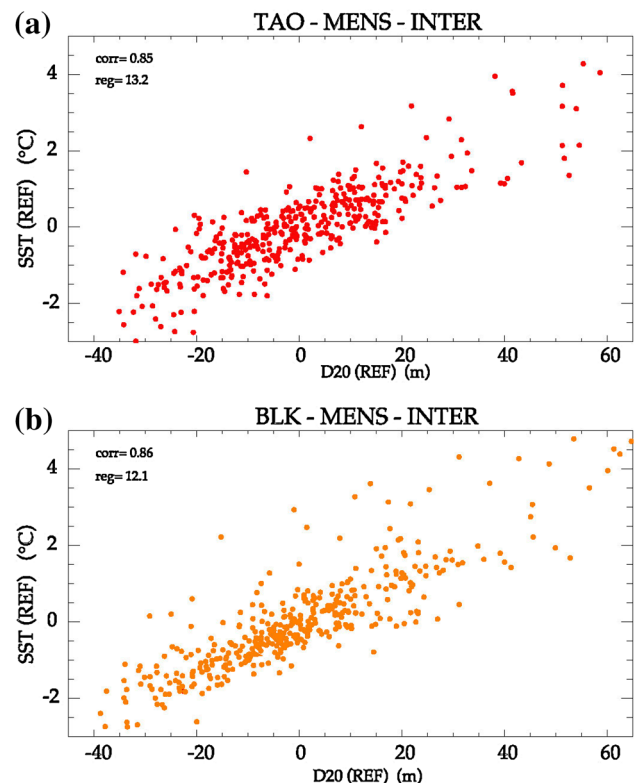 (a)
TAO - MENS - INTER
corr= 0.85
reg= 13.2
4
2
0
-2
SST (REF) (°C)
-40 -20 0 20 40 60
D20 (REF) (m)
(b)
BLK - MENS - INTER
corr= 0.86
reg= 12.1
4
2
0
-2
SST (REF) (°C)
-40 -20 0 20 40 60
D20 (REF) (m)